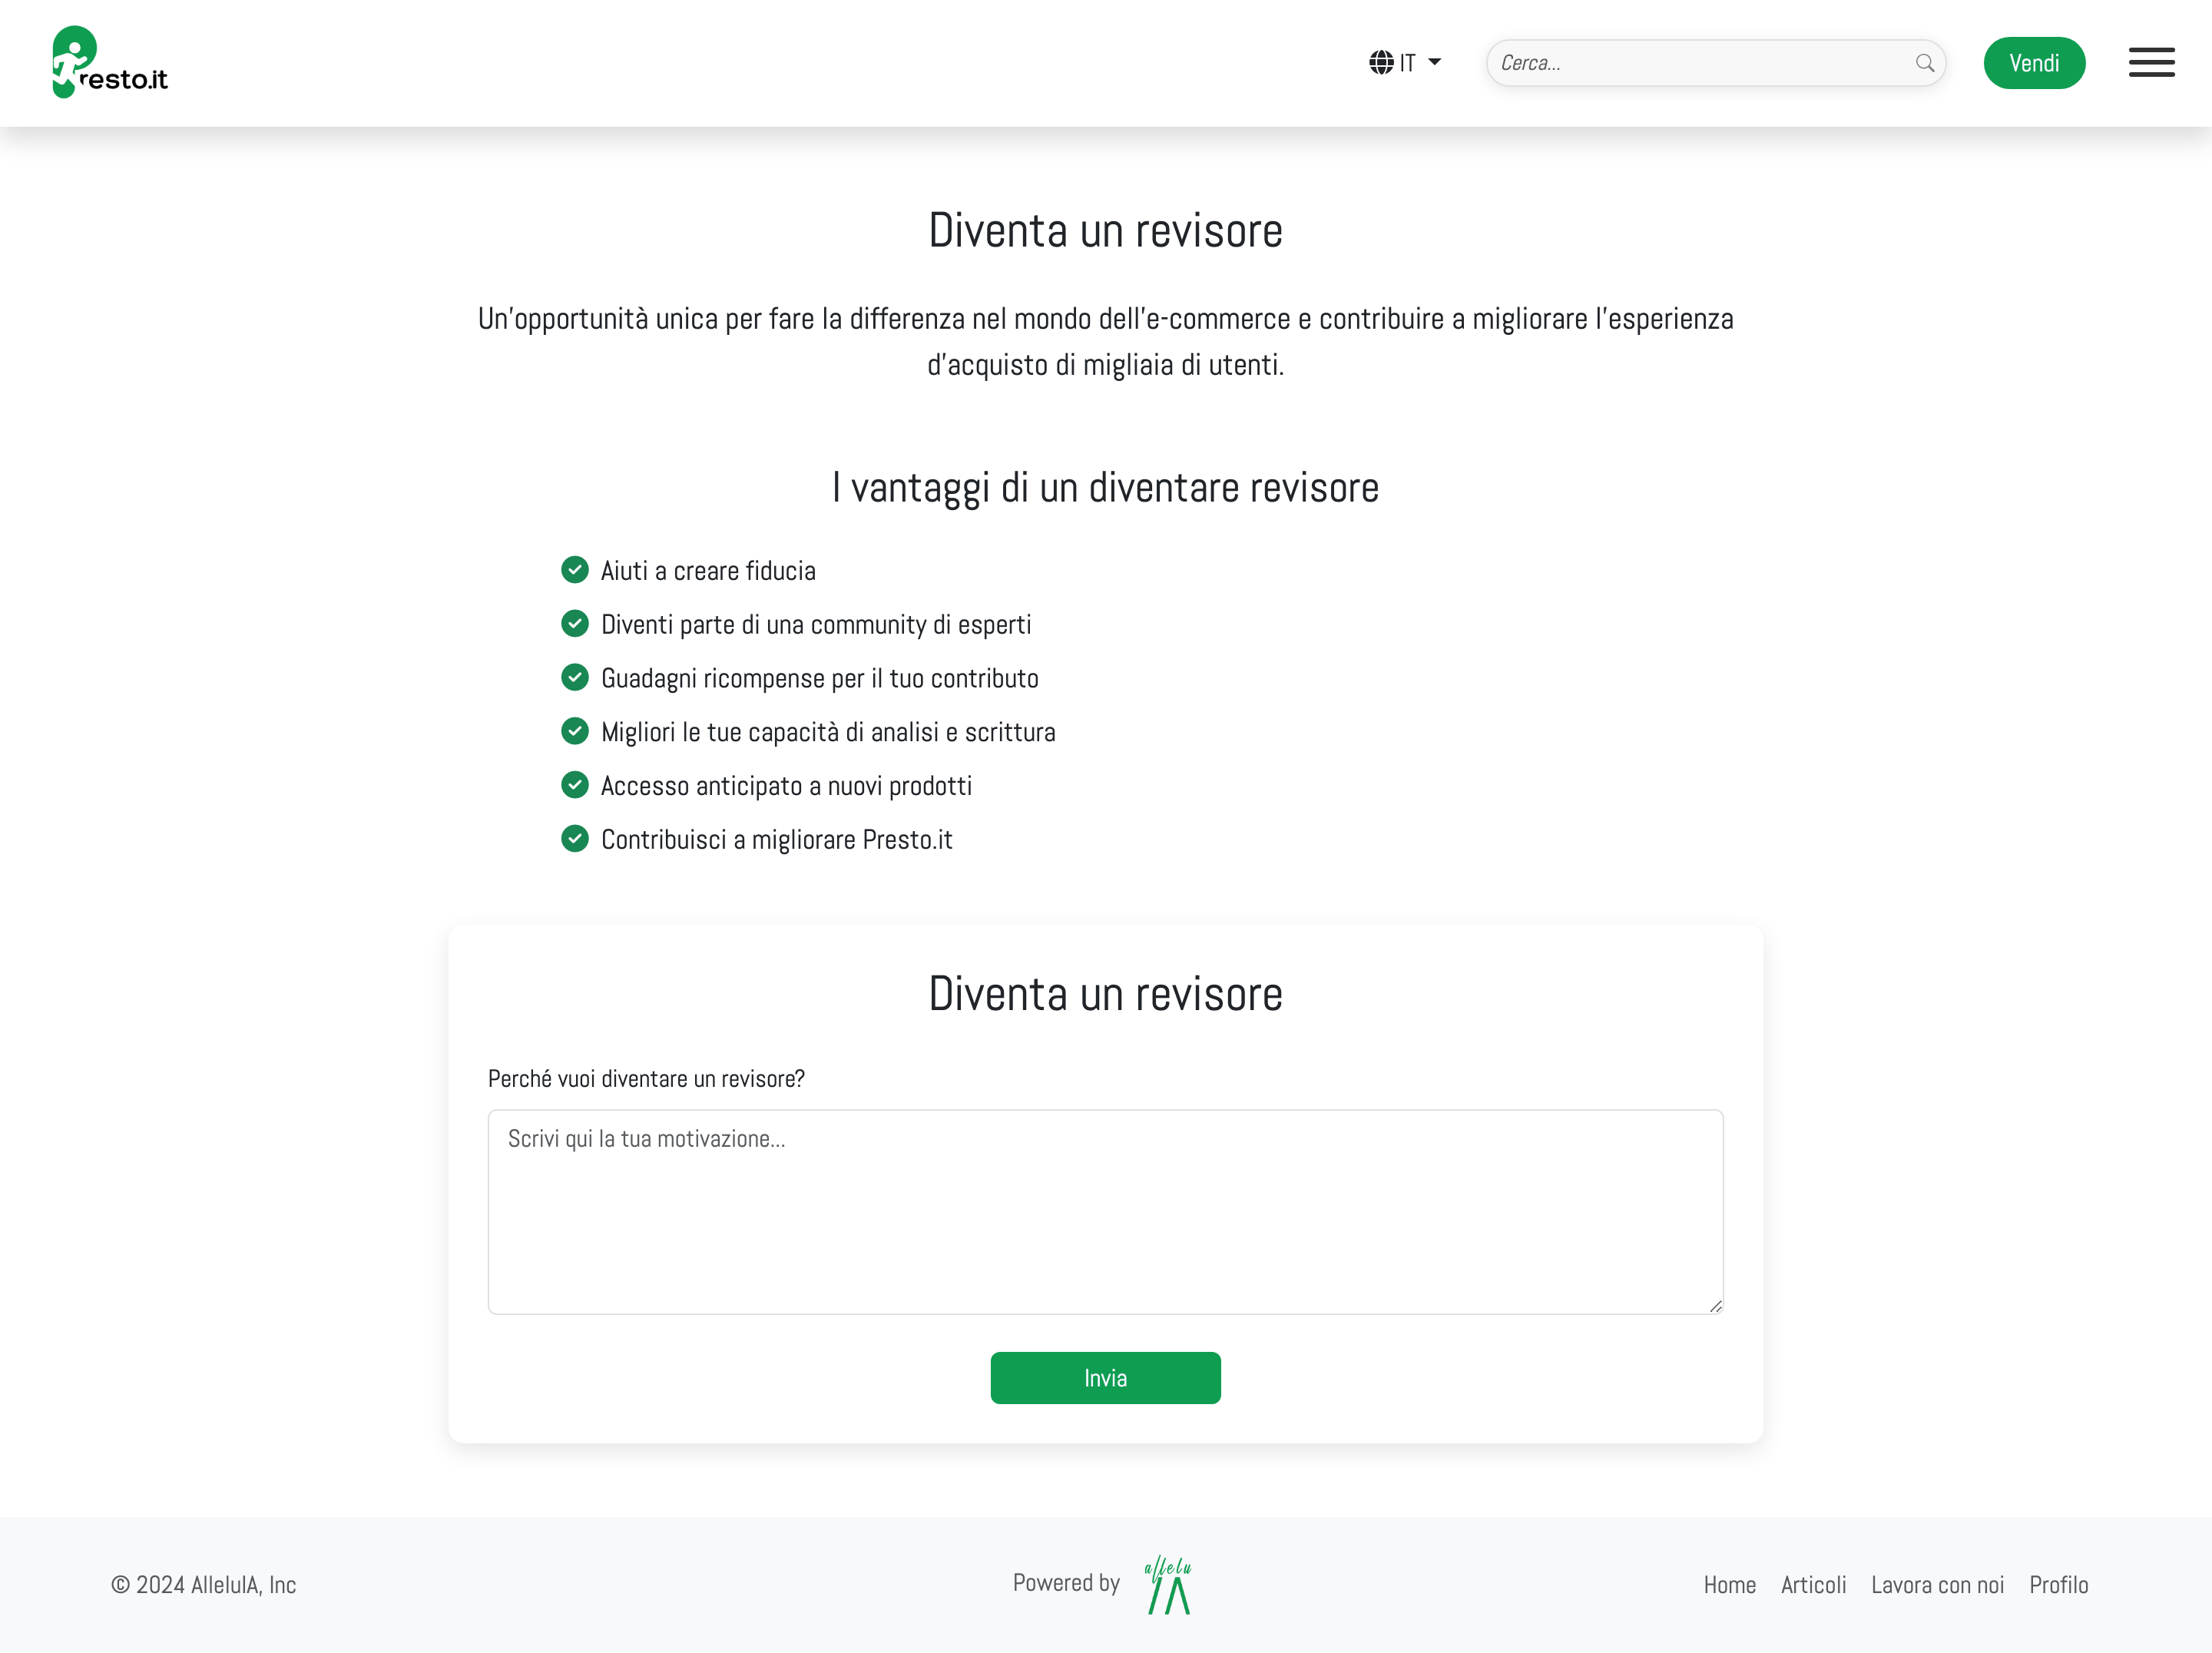 Presto.it
IT
Cerca...
Vendi
Diventa un revisore
Un'opportunità unica per fare la differenza nel mondo dell'e-commerce e contribuire a migliorare l'esperienza
d'acquisto di migliaia di utenti.
I vantaggi di un diventare revisore
Aiuti a creare fiducia
Diventi parte di una community di esperti
Guadagni ricompense per il tuo contributo
Migliori le tue capacità di analisi e scrittura
Accesso anticipato a nuovi prodotti
Contribuisci a migliorare Presto.it
Diventa un revisore
Perché vuoi diventare un revisore?
Scrivi qui la tua motivazione...
Invia
© 2024 AlleluIA, Inc
Powered by
allelu
IA
Home Articoli Lavora con noi Profilo